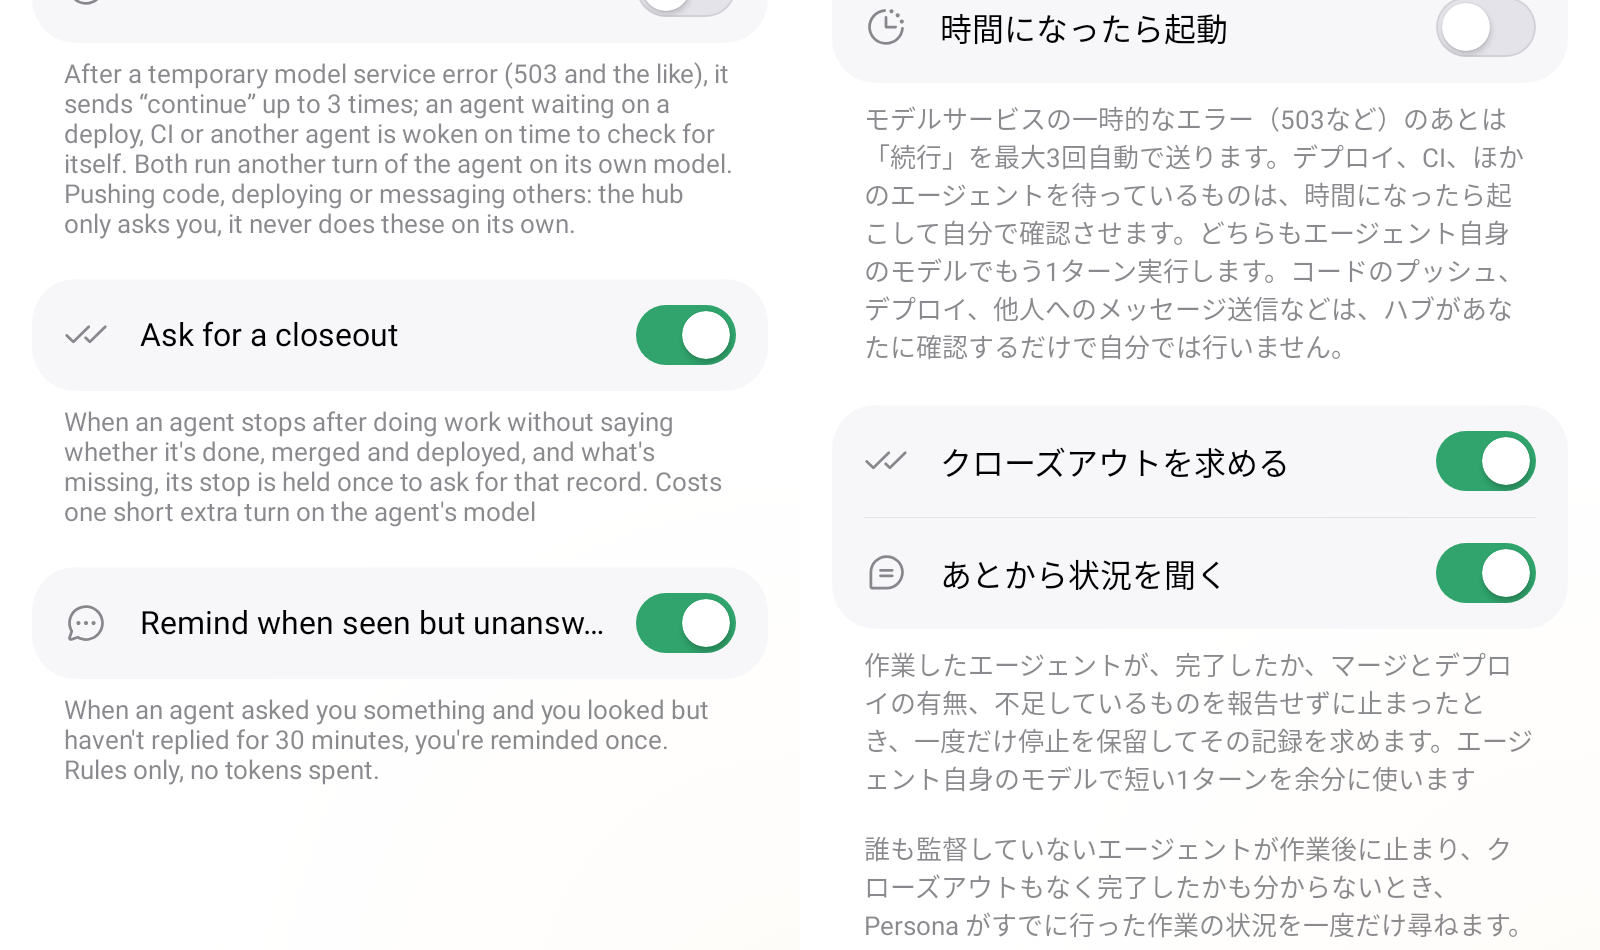 After a temporary model service error (503 and the like), it
sends “continue” up to 3 times; an agent waiting on a
deploy, CI or another agent is woken on time to check for
itself. Both run another turn of the agent on its own model.
Pushing code, deploying or messaging others: the hub
only asks you, it never does these on its own.
Ask for a closeout
When an agent stops after doing work without saying
whether it's done, merged and deployed, and what's
missing, its stop is held once to ask for that record. Costs
one short extra turn on the agent's model
Remind when seen but unansw...
When an agent asked you something and you looked but
haven't replied for 30 minutes, you're reminded once.
Rules only, no tokens spent.
時間になったら起動
モデルサービスの一時的なエラー（503など）のあとは
「続行」を最大3回自動で送ります。デプロイ、CI、ほか
のエージェントを待っているものは、時間になったら起
こして自分で確認させます。どちらもエージェント自身
のモデルでもう1ターン実行します。コードのプッシュ、
デプロイ、他人へのメッセージ送信などは、ハブがあな
たに確認するだけで自分では行いません。
クローズアウトを求める
あとから状況を聞く
作業したエージェントが、完了したか、マージとデプロ
イの有無、不足しているものを報告せずに止まったと
き、一度だけ停止を保留してその記録を求めます。エージ
ェント自身のモデルで短い1ターンを余分に使います
誰も監督していないエージェントが作業後に止まり、ク
ローズアウトもなく完了したかも分からないとき、
Persona がすでに行った作業の状況を一度だけ尋ねます。